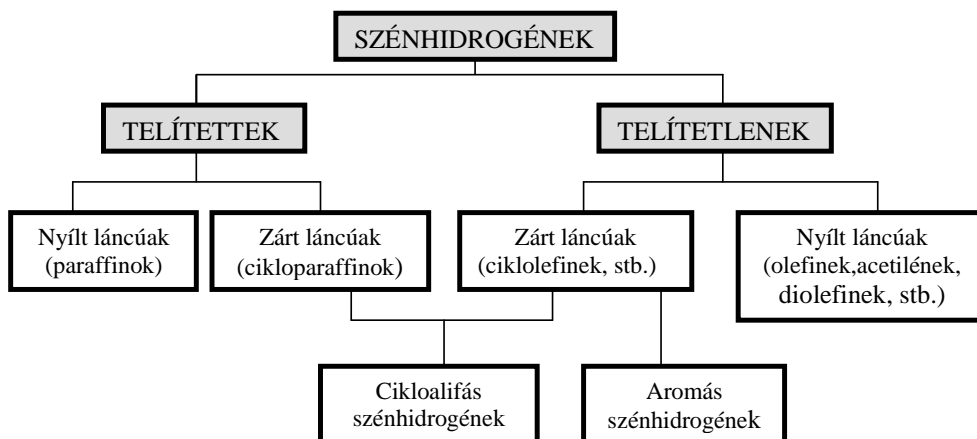 SZÉNHIDROGÉNEK
TELÍTETTEK
TELÍTETLENEK
Nyílt láncúak
(paraffinok)
Zárt láncúak
(cikloparaffinok)
Zárt láncúak
(ciklolefinek, stb.)
Nyílt láncúak
(olefinek,acetilének,
diolefinek, stb.)
Cikloalifás
szénhidrogének
Aromás
szénhidrogének